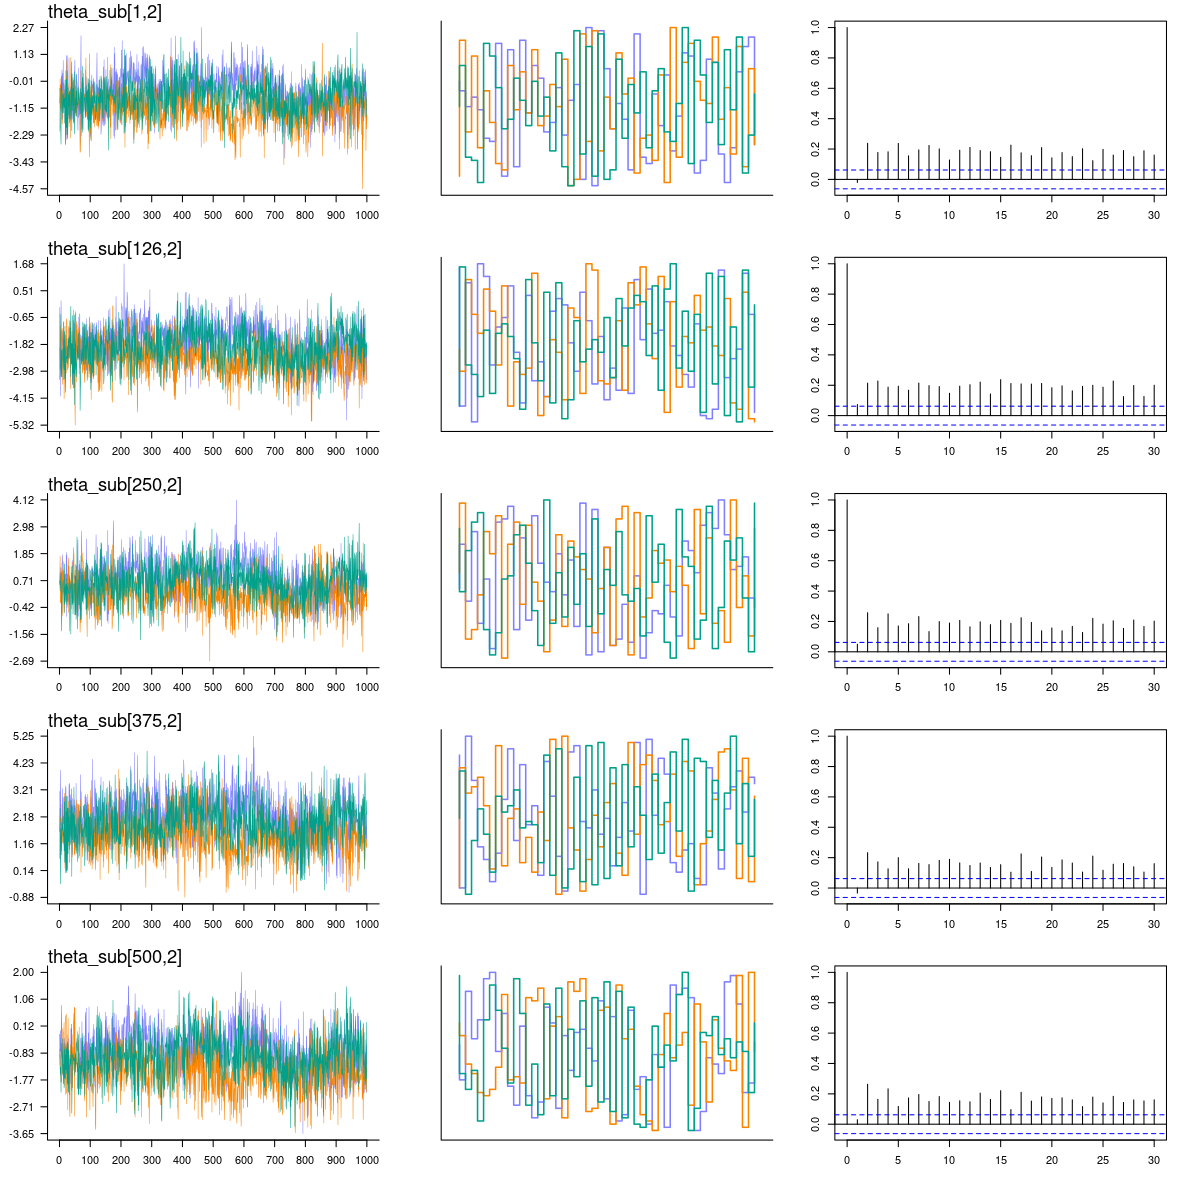 theta_sub[1,2]
2.27
1.13
-0.01
-1.15
-2.29
-3.43
-4.57
0 100 200 300 400 500 600 700 800 900 1000
0.0 0.2 0.4 0.6 0.8 1.0
0 5 10 15 20 25 30
theta_sub[126,2]
1.68
0.51
-0.65
-1.82
-2.98
-4.15
-5.32
0 100 200 300 400 500 600 700 800 900 1000
0.0 0.2 0.4 0.6 0.8 1.0
0 5 10 15 20 25 30
theta_sub[250,2]
4.12
2.98
1.85
0.71
-0.42
-1.56
-2.69
0 100 200 300 400 500 600 700 800 900 1000
0.0 0.2 0.4 0.6 0.8 1.0
0 5 10 15 20 25 30
theta_sub[375,2]
5.25
4.23
3.21
2.18
1.16
0.14
-0.88
0 100 200 300 400 500 600 700 800 900 1000
0.0 0.2 0.4 0.6 0.8 1.0
0 5 10 15 20 25 30
theta_sub[500,2]
2.00
1.06
0.12
-0.83
-1.77
-2.71
-3.65
0 100 200 300 400 500 600 700 800 900 1000
0.0 0.2 0.4 0.6 0.8 1.0
0 5 10 15 20 25 30